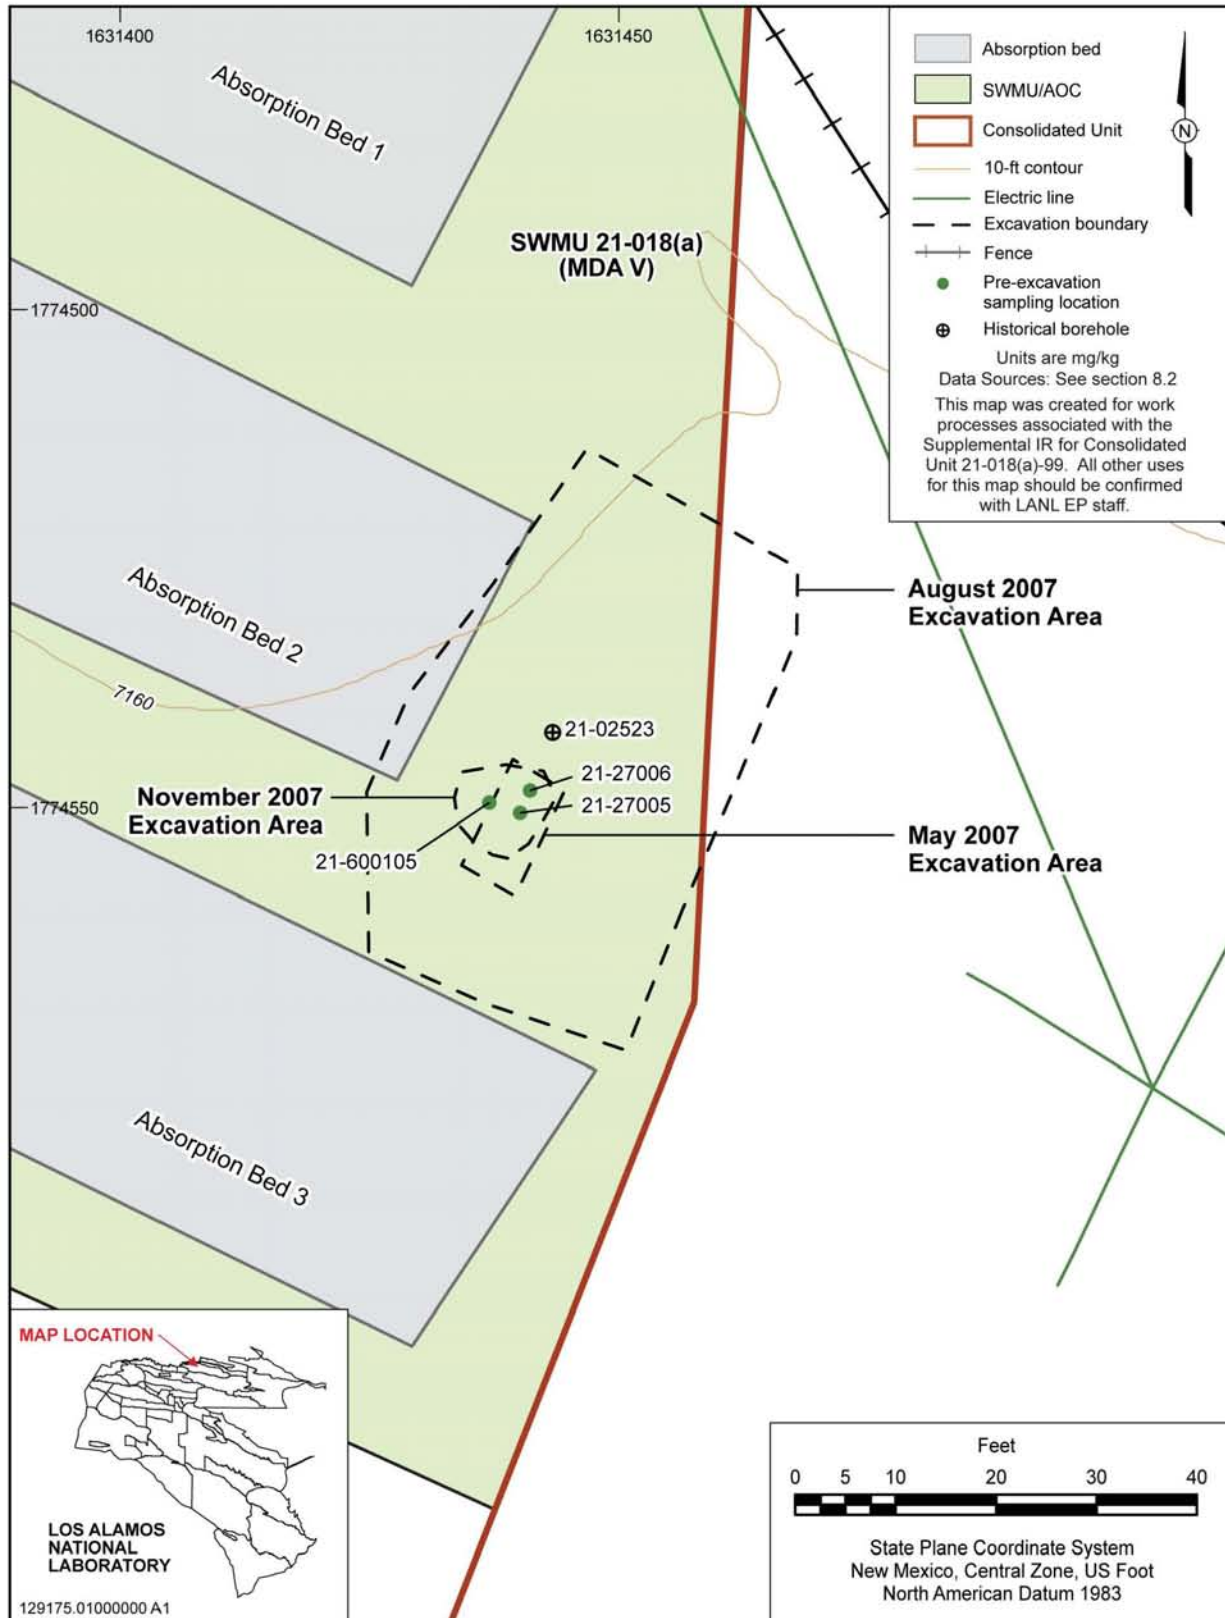 1631400
1631450
Absorption Bed 1
SWMU 21-018(a)
(MDA V)
1774500
Absorption Bed 2
7160
August 2007
Excavation Area
21-02523
21-27006
November 2007
Excavation Area
1774550
21-27005
21-600105
May 2007
Excavation Area
Absorption Bed 3
Absorption bed
SWMU/AOC
Consolidated Unit
10-ft contour
Electric line
Excavation boundary
Fence
Pre-excavation
sampling location
Historical borehole
N
Units are mg/kg
Data Sources: See section 8.2
This map was created for work
processes associated with the
Supplemental IR for Consolidated
Unit 21-018(a)-99. All other uses
for this map should be confirmed
with LANL EP staff.
MAP LOCATION
LOS ALAMOS
NATIONAL
LABORATORY
129175.01000000 A1
Feet
0 5 10 20 30 40
State Plane Coordinate System
New Mexico, Central Zone, US Foot
North American Datum 1983